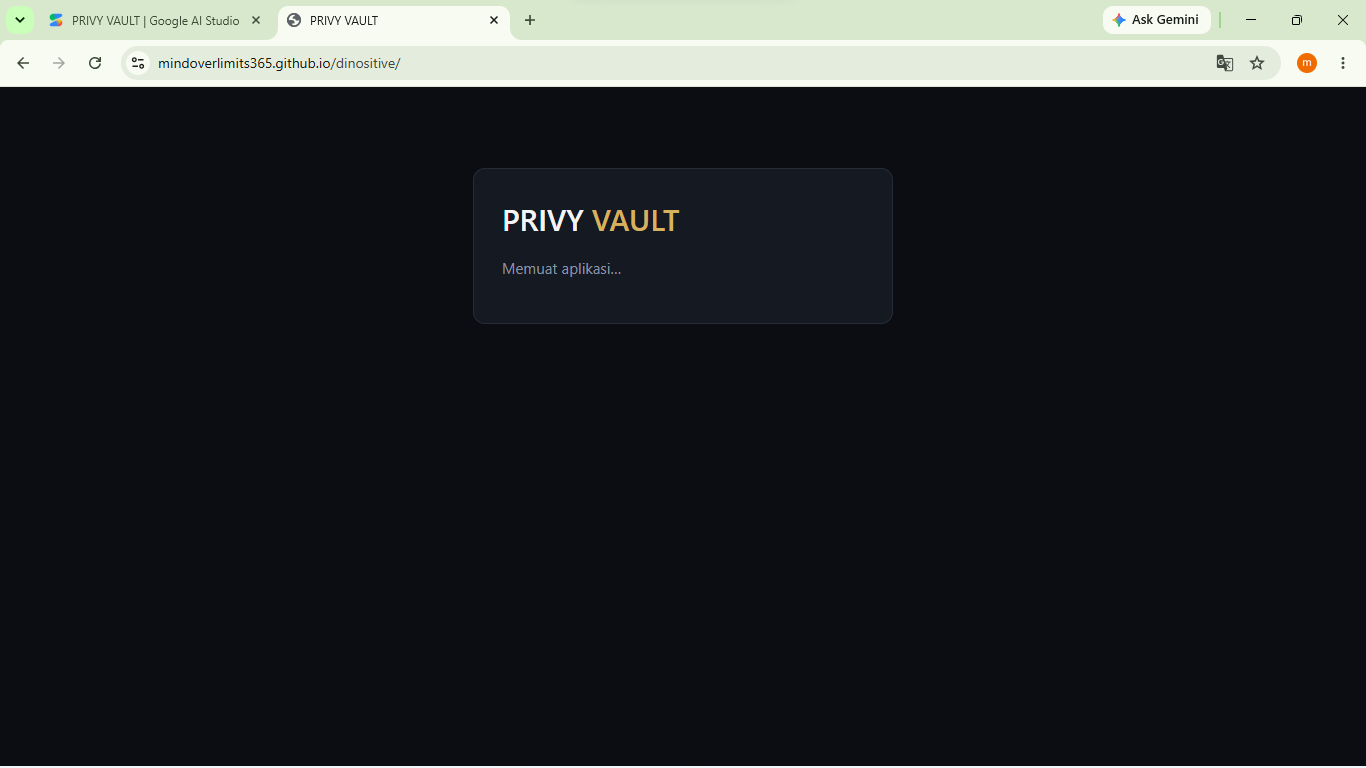 PRIVY VAULT | Google AI Studio
PRIVY VAULT
Ask Gemini
mindoverlimits365.github.io/dinositive/
m
PRIVY VAULT
Memuat aplikasi...